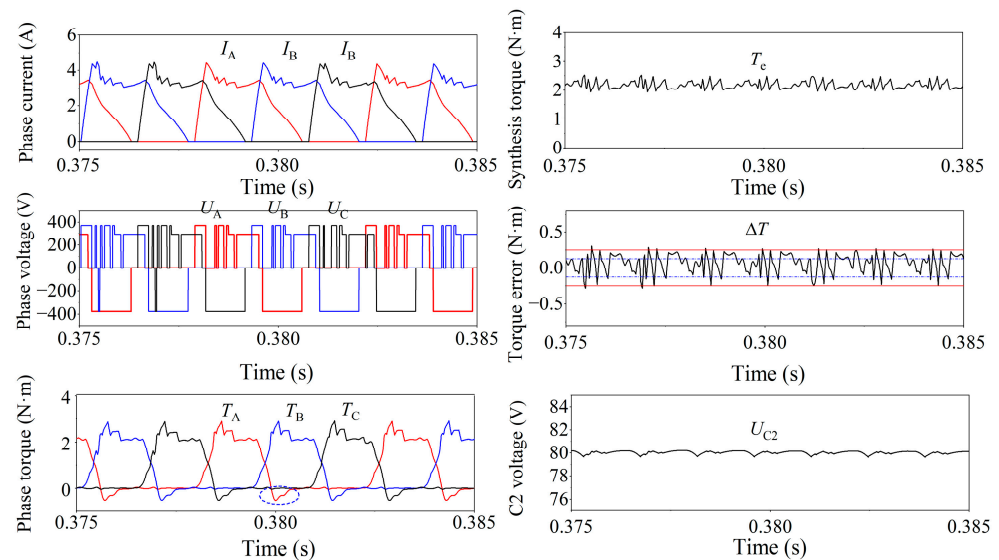 Phase current (A)
6
4
2
0
I_A I_B I_B
0.375 0.380 0.385
Time (s)
Phase voltage (V)
400
200
0
−200
−400
U_A U_B U_C
0.375 0.380 0.385
Time (s)
Phase torque (N·m)
4
2
0
T_A T_B T_C
0.375 0.380 0.385
Time (s)
Synthesis torque (N·m)
4
3
2
1
0
T_e
0.375 0.380 0.385
Time (s)
Torque error (N·m)
0.5
0.0
−0.5
ΔT
0.375 0.380 0.385
Time (s)
C2 voltage (V)
84
82
80
78
76
U_C2
0.375 0.380 0.385
Time (s)